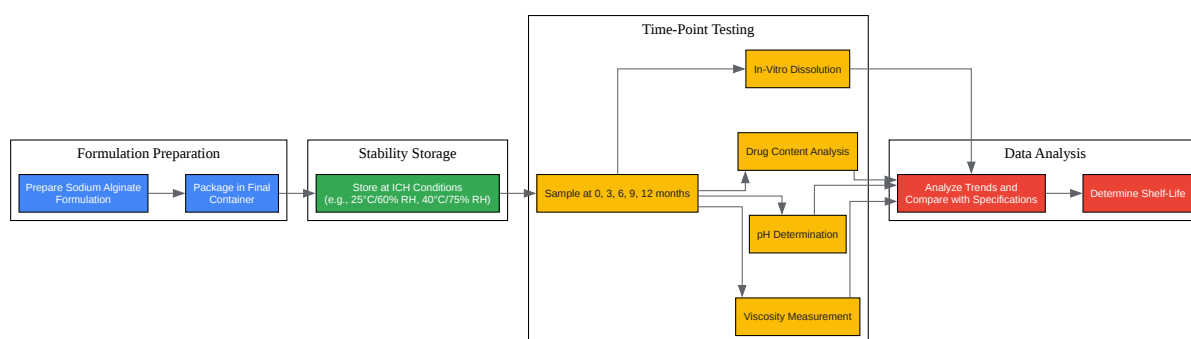 Formulation Preparation
Prepare Sodium Alginate
Formulation
Package in Final
Container
Stability Storage
Store at ICH Conditions
(e.g., 25°C/60% RH, 40°C/75% RH)
Time-Point Testing
Sample at 0, 3, 6, 9, 12 months
In-Vitro Dissolution
Drug Content Analysis
pH Determination
Viscosity Measurement
Data Analysis
Analyze Trends and
Compare with Specifications
Determine Shelf-Life